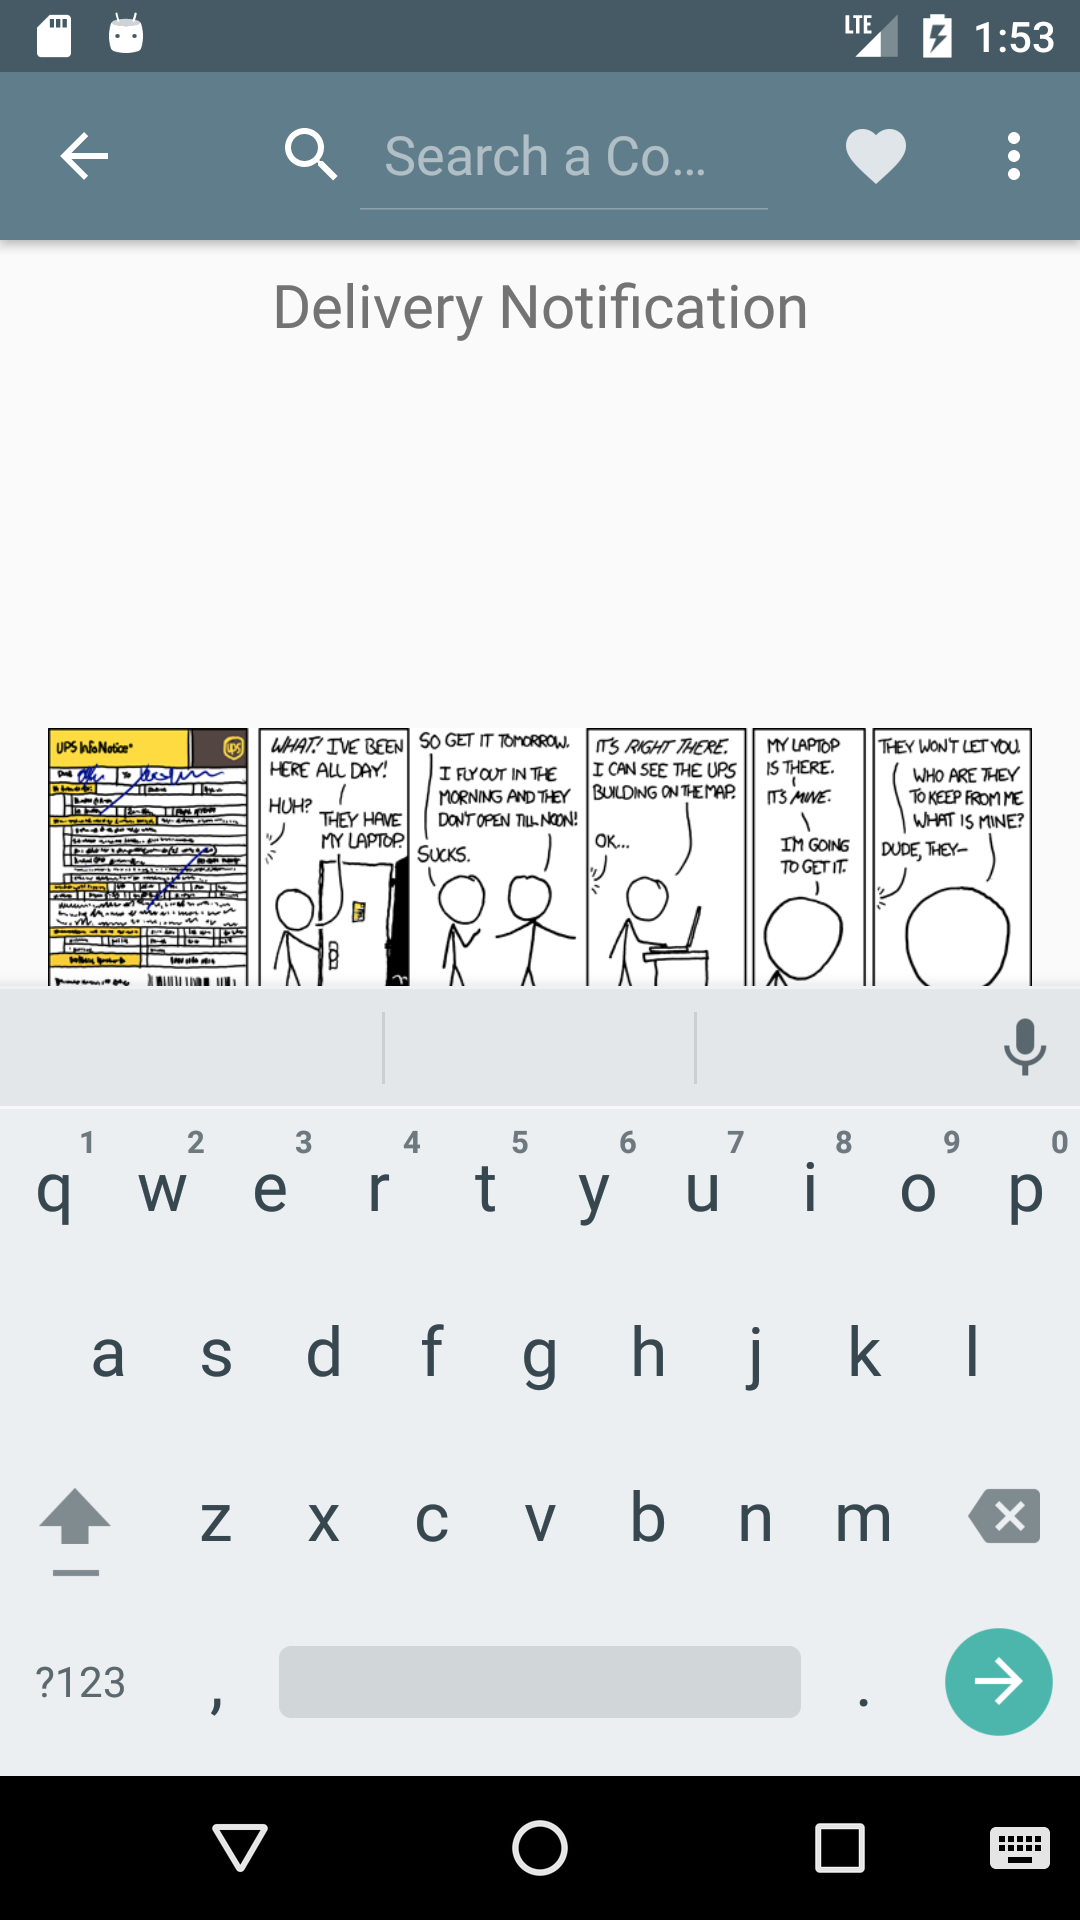 LTE 1:53
Search a Co...
Delivery Notification
UPS InfoNotice®
UPS
WHAT! I'VE BEEN
HERE ALL DAY!
HUH?
THEY HAVE
MY LAPTOP.
SO GET IT TOMORROW.
I FLY OUT IN THE
MORNING AND THEY
DON'T OPEN TILL NOON!
SUCKS.
IT'S RIGHT THERE.
I CAN SEE THE UPS
BUILDING ON THE MAP.
OK...
MY LAPTOP
IS THERE.
IT'S MINE.
I'M GOING
TO GET IT.
THEY WON'T LET YOU.
WHO ARE THEY
TO KEEP FROM ME
WHAT IS MINE?
DUDE, THEY—
1 2 3 4 5 6 7 8 9 0
q w e r t y u i o p
a s d f g h j k l
z x c v b n m
?123 , .